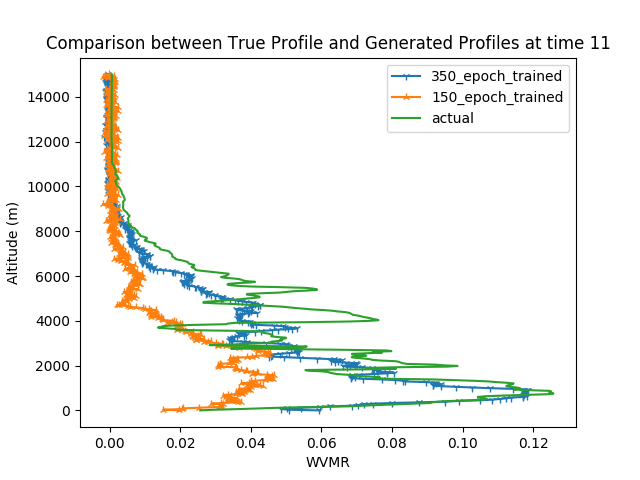 Comparison between True Profile and Generated Profiles at time 11
350_epoch_trained
150_epoch_trained
actual
14000
12000
10000
8000
6000
4000
2000
0
Altitude (m)
0.00 0.02 0.04 0.06 0.08 0.10 0.12
WVMR